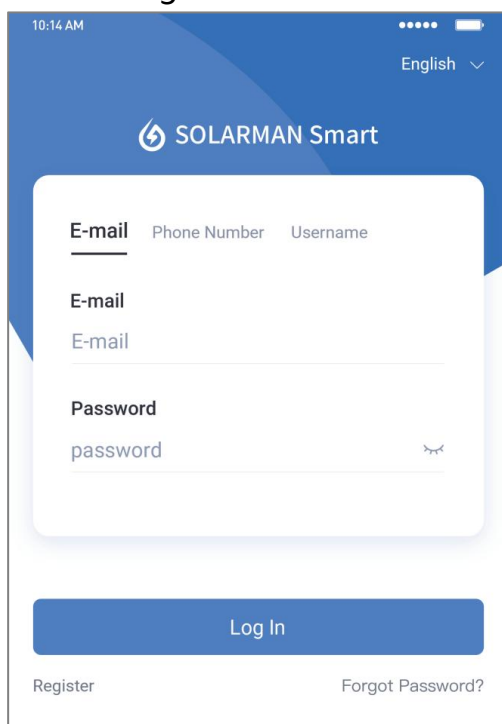 10:14 AM
English
SOLARMAN Smart
E-mail Phone Number Username
E-mail
E-mail
Password
password
Log In
Register Forgot Password?